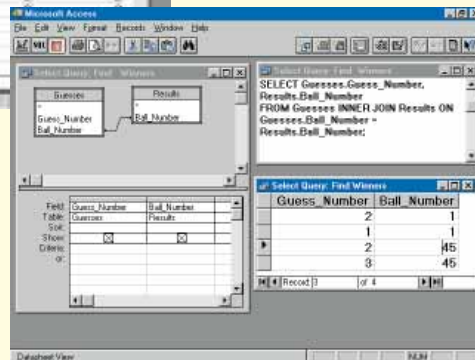 Microsoft Access
File Edit View Format Records Window Help
SQL
Select Query: Find Winners
Guesses
*
Guess_Number
Ball_Number
Results
*
Ball_Number
Field: Guess_Number Ball_Number
Table: Guesses Results
Sort:
Show:
Criteria:
or:
Select Query: Find Winners
SELECT Guesses.Guess_Number,
Results.Ball_Number
FROM Guesses INNER JOIN Results ON
Guesses.Ball_Number =
Results.Ball_Number;
Select Query: Find Winners
Guess_Number Ball_Number
2 1
1 1
2 45
3 45
Record: 3 of 4
Datasheet View
NUM